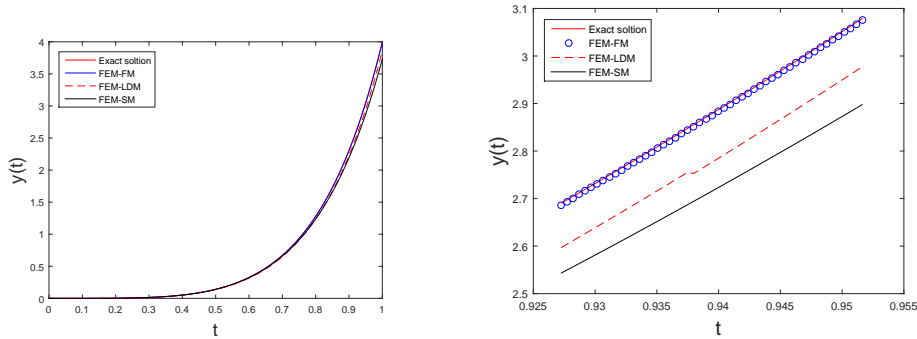 4
3.5
3
2.5
2
1.5
1
0.5
0
y(t)
Exact soltion
FEM-FM
FEM-LDM
FEM-SM
0 0.1 0.2 0.3 0.4 0.5 0.6 0.7 0.8 0.9 1
t
3.1
3
2.9
2.8
2.7
2.6
2.5
y(t)
Exact soltion
FEM-FM
FEM-LDM
FEM-SM
0.925 0.93 0.935 0.94 0.945 0.95 0.955
t